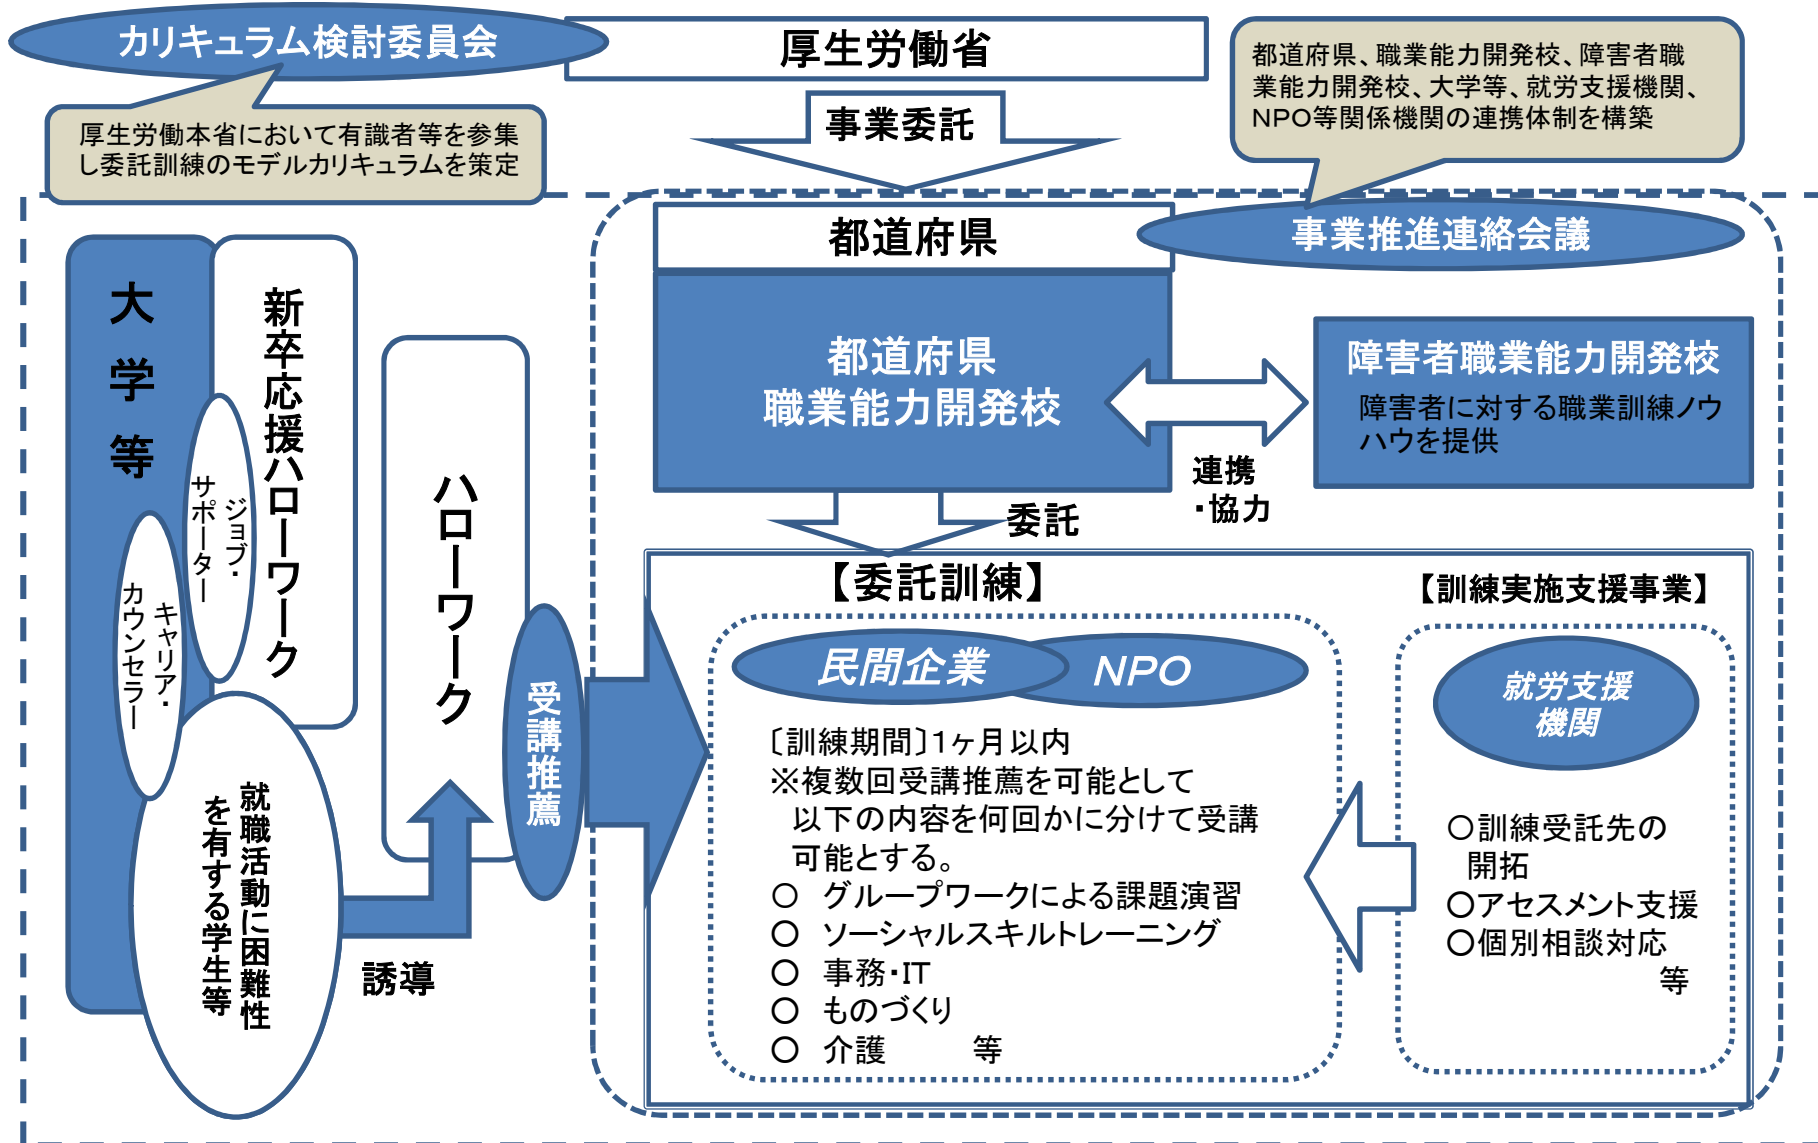 カリキュラム検討委員会
厚生労働省
都道府県、職業能力開発校、障害者職
業能力開発校、大学等、就労支援機関、
NPO等関係機関の連携体制を構築
厚生労働本省において有識者等を参集
し委託訓練のモデルカリキュラムを策定
事業委託
都道府県
事業推進連絡会議
大学等
新卒応援ハローワーク
ジョブ・
サポーター
キャリア・
カウンセラー
ハローワーク
都道府県
職業能力開発校
障害者職業能力開発校
障害者に対する職業訓練ノウ
ハウを提供
連携
・協力
委託
就職活動に困難性
を有する学生等
誘導
受講推薦
【委託訓練】
民間企業
NPO
〔訓練期間〕1ヶ月以内
※複数回受講推薦を可能として
以下の内容を何回かに分けて受講
可能とする。
○ グループワークによる課題演習
○ ソーシャルスキルトレーニング
○ 事務・IT
○ ものづくり
○ 介護 等
【訓練実施支援事業】
就労支援
機関
○訓練受託先の
開拓
○アセスメント支援
○個別相談対応
等